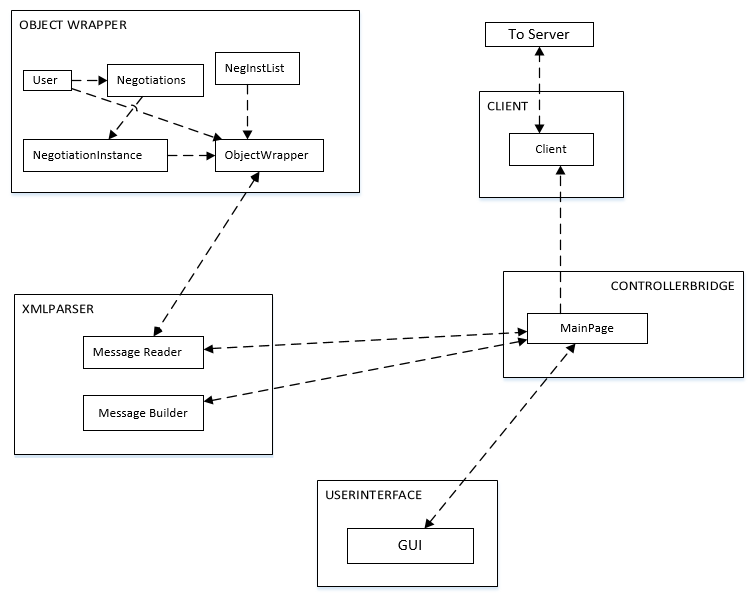 OBJECT WRAPPER
User
Negotiations
NegInstList
NegotiationInstance
ObjectWrapper
To Server
CLIENT
Client
XMLPARSER
Message Reader
Message Builder
CONTROLLERBRIDGE
MainPage
USERINTERFACE
GUI